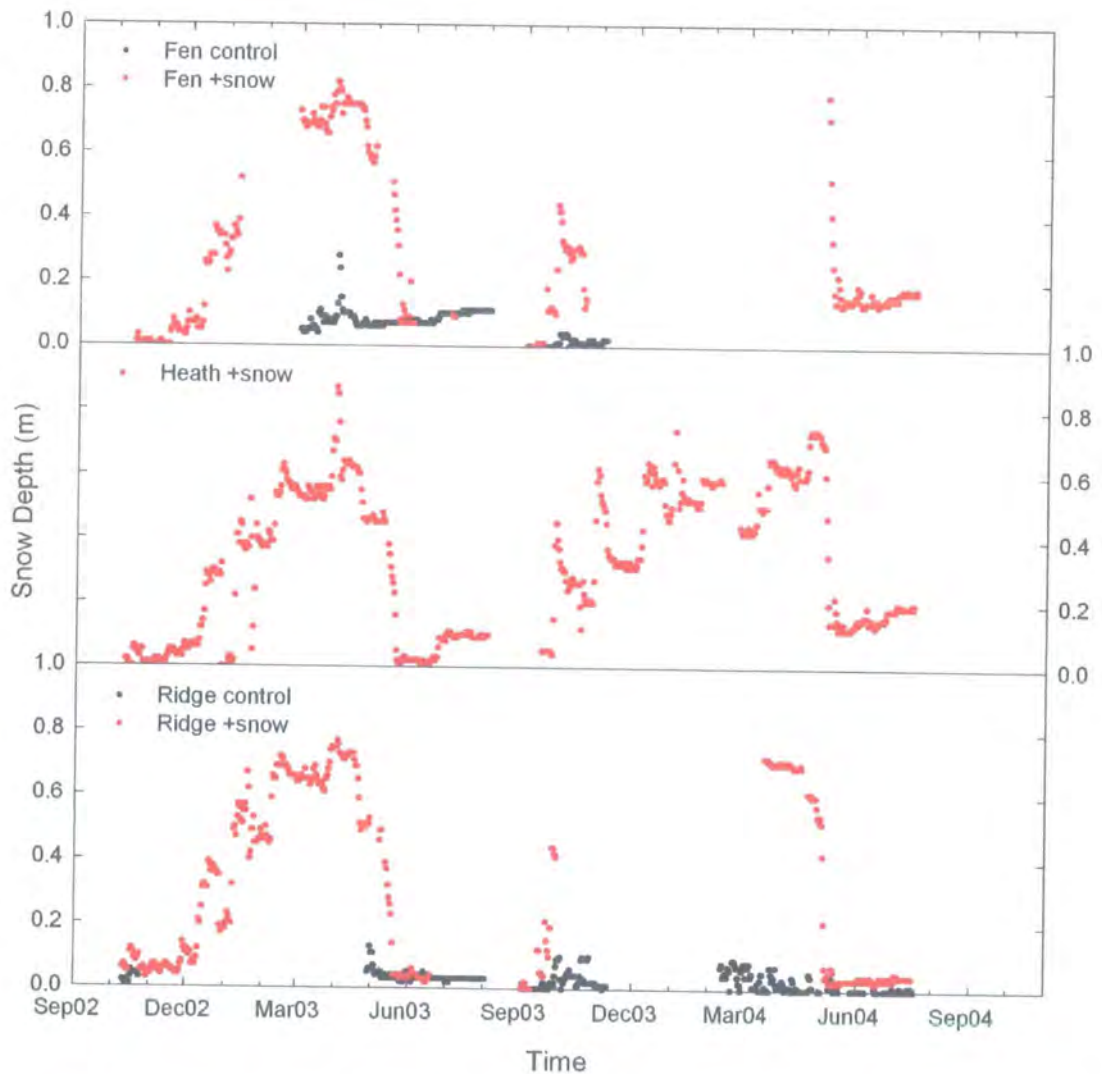 1.0
Fen control
Fen +snow
0.8
0.6
0.4
0.2
0.0
1.0
Heath +snow
0.8
0.6
0.4
0.2
0.0
Snow Depth (m)
1.0
Ridge control
Ridge +snow
0.8
0.6
0.4
0.2
0.0
Sep02 Dec02 Mar03 Jun03 Sep03 Dec03 Mar04 Jun04 Sep04
Time